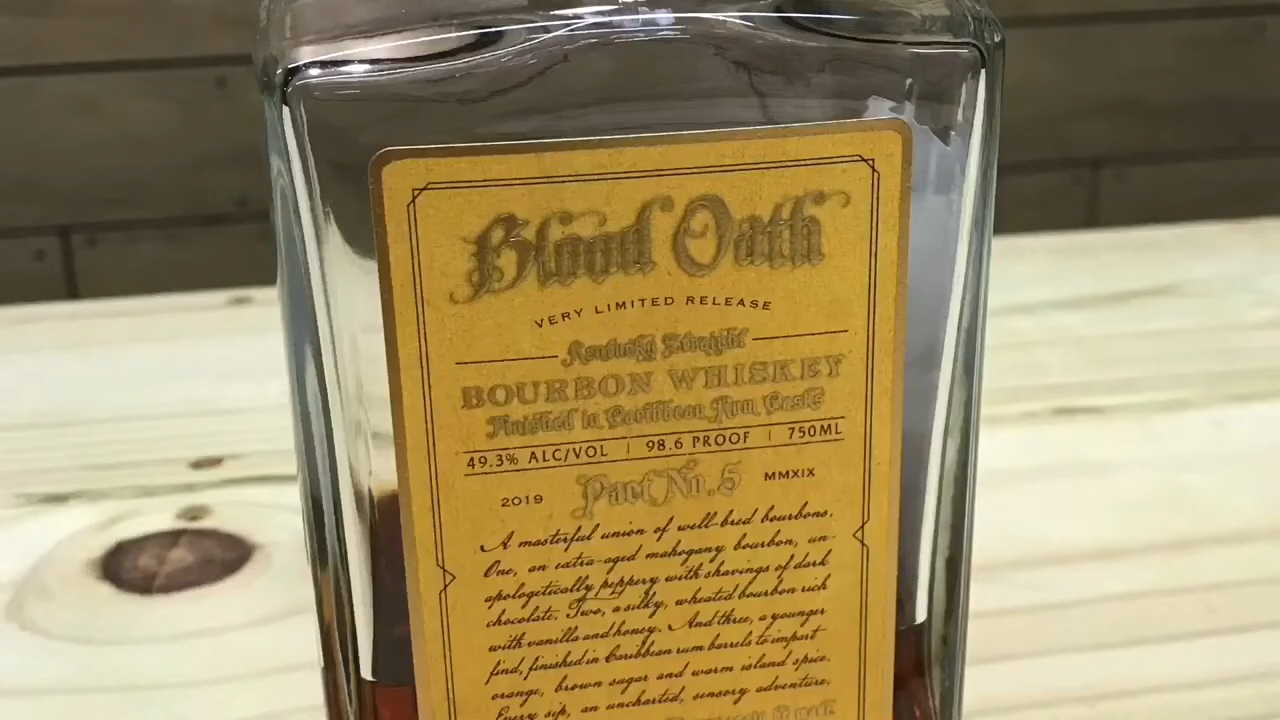 Blood Oath
VERY LIMITED RELEASE
Kentucky Straight
BOURBON WHISKEY
Finished in Caribbean Rum Casks
49.3% ALC/VOL | 98.6 PROOF | 750ML
2019 Pact No. 5 MMXIX
A masterful union of well-bred bourbons.
One, an extra-aged mahogany bourbon, un-
apologetically peppery with shavings of dark
chocolate. Two, a silky, wheated bourbon rich
with vanilla and honey. And three, a younger
find, finished in Caribbean rum barrels to impart
orange, brown sugar and warm island spice.
Every sip, an uncharted, sensory adventure.